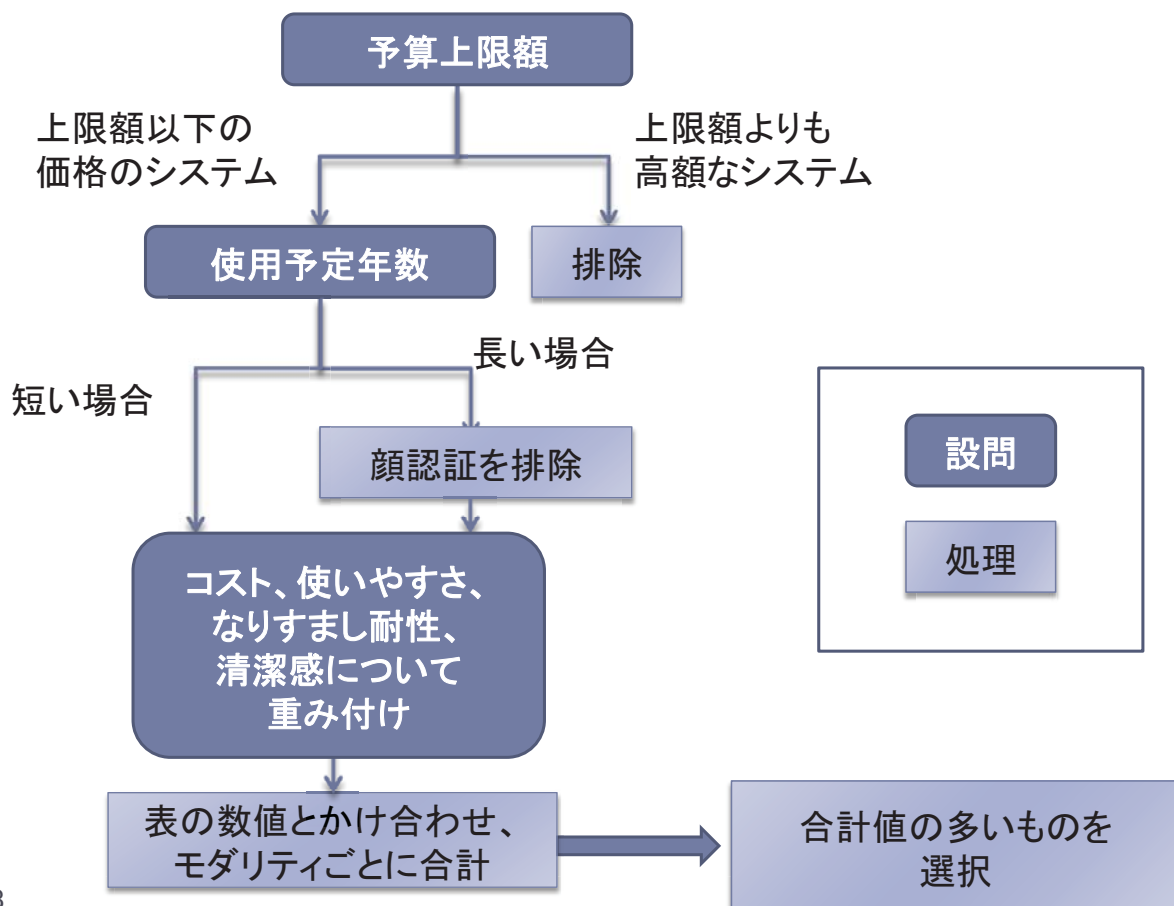 予算上限額
上限額以下の
価格のシステム
上限額よりも
高額なシステム
使用予定年数
排除
短い場合
長い場合
顔認証を排除
設問
処理
コスト、使いやすさ、
なりすまし耐性、
清潔感について
重み付け
表の数値とかけ合わせ、
モダリティごとに合計
合計値の多いものを
選択